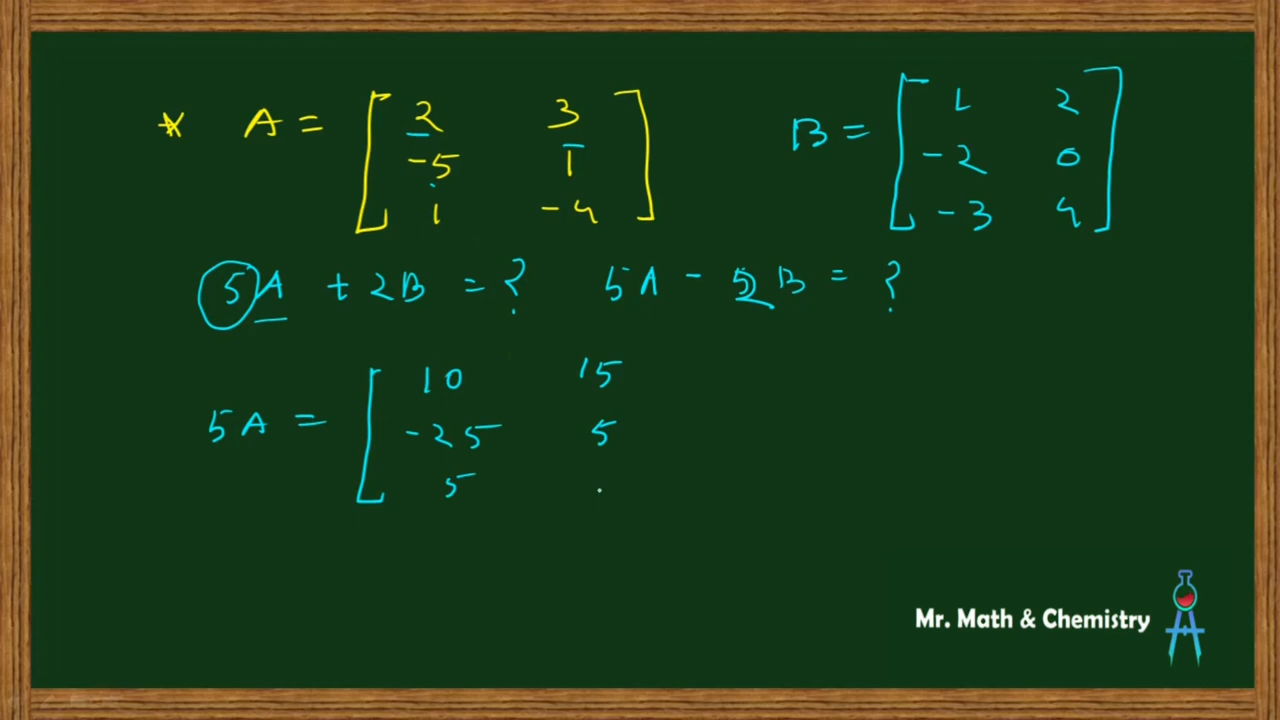 * A = [ 2 3
-5 1
1 -4 ]
B = [ 1 2
-2 0
-3 4 ]
5A + 2B = ? 5A - 2B = ?
5A = [ 10 15
-25 5
5
Mr. Math & Chemistry